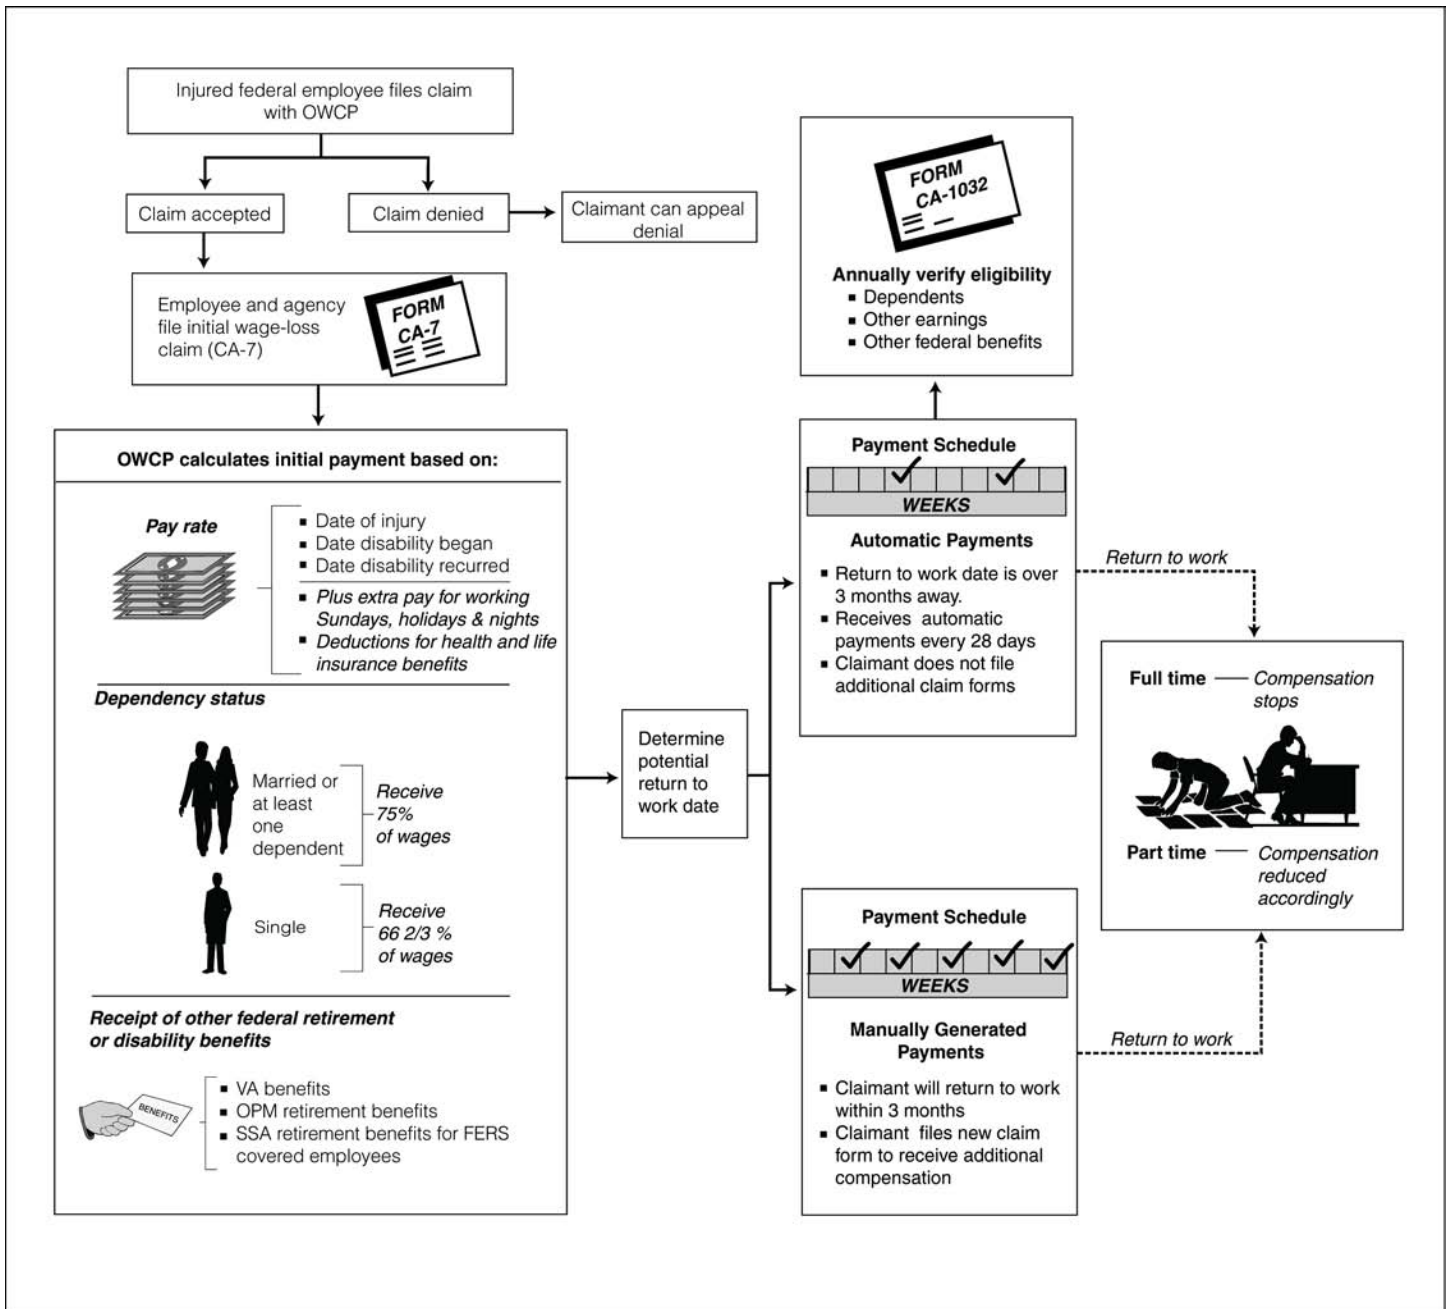 Injured federal employee files claim
with OWCP
Claim accepted
Claim denied
Claimant can appeal
denial
Employee and agency
file initial wage-loss
claim (CA-7)
FORM
CA-7
OWCP calculates initial payment based on:
Pay rate
▪ Date of injury
▪ Date disability began
▪ Date disability recurred
▪ Plus extra pay for working
Sundays, holidays & nights
▪ Deductions for health and life
insurance benefits
Dependency status
Married or
at least
one
dependent
Receive
75%
of wages
Single
Receive
66 2/3 %
of wages
Receipt of other federal retirement
or disability benefits
BENEFITS
▪ VA benefits
▪ OPM retirement benefits
▪ SSA retirement benefits for FERS
covered employees
Determine
potential
return to
work date
FORM
CA-1032
Annually verify eligibility
▪ Dependents
▪ Other earnings
▪ Other federal benefits
Payment Schedule
WEEKS
Automatic Payments
▪ Return to work date is over
3 months away.
▪ Receives automatic
payments every 28 days
▪ Claimant does not file
additional claim forms
Return to work
Payment Schedule
WEEKS
Manually Generated
Payments
▪ Claimant will return to work
within 3 months
▪ Claimant files new claim
form to receive additional
compensation
Return to work
Full time — Compensation
stops
Part time — Compensation
reduced
accordingly